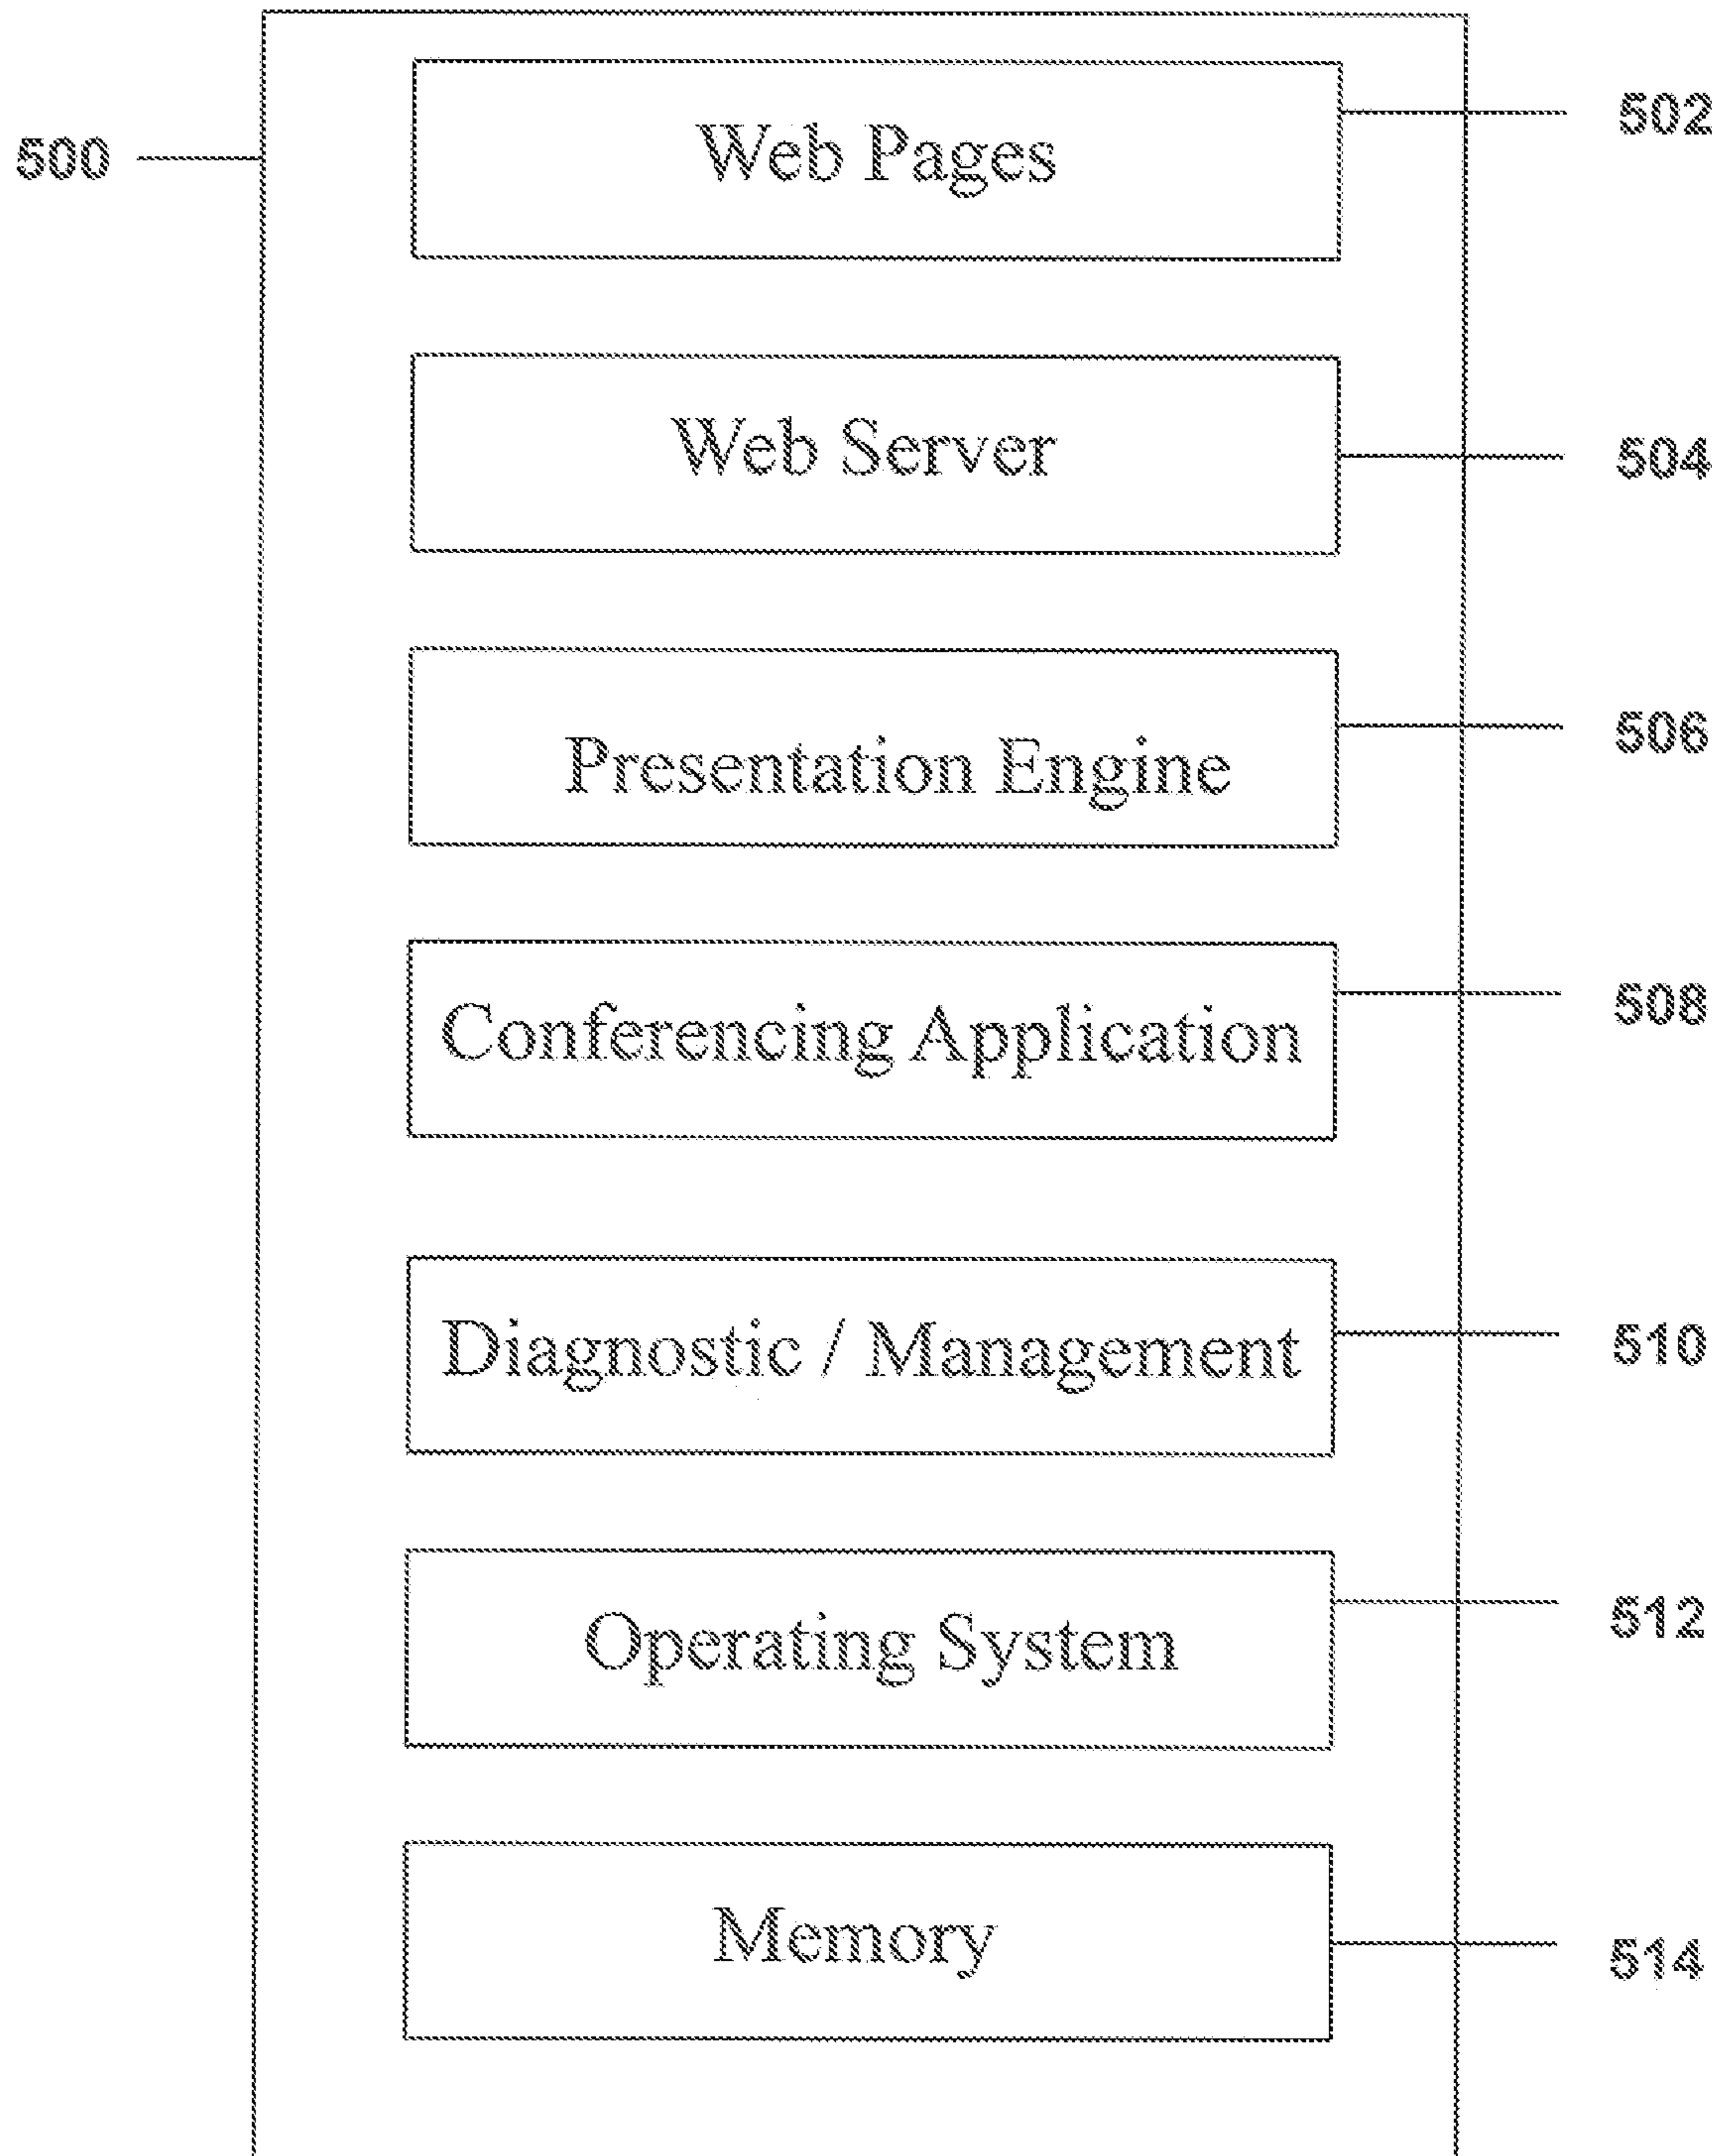 502
500
Web Pages
Web Server
504
506
Presentation Engine
508
Conferencing Application
510
Diagnostic / Management
512
Operating System
Memory
514